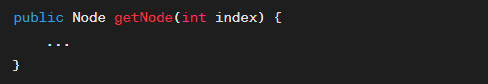 public Node getNode(int index) {
    ...
}